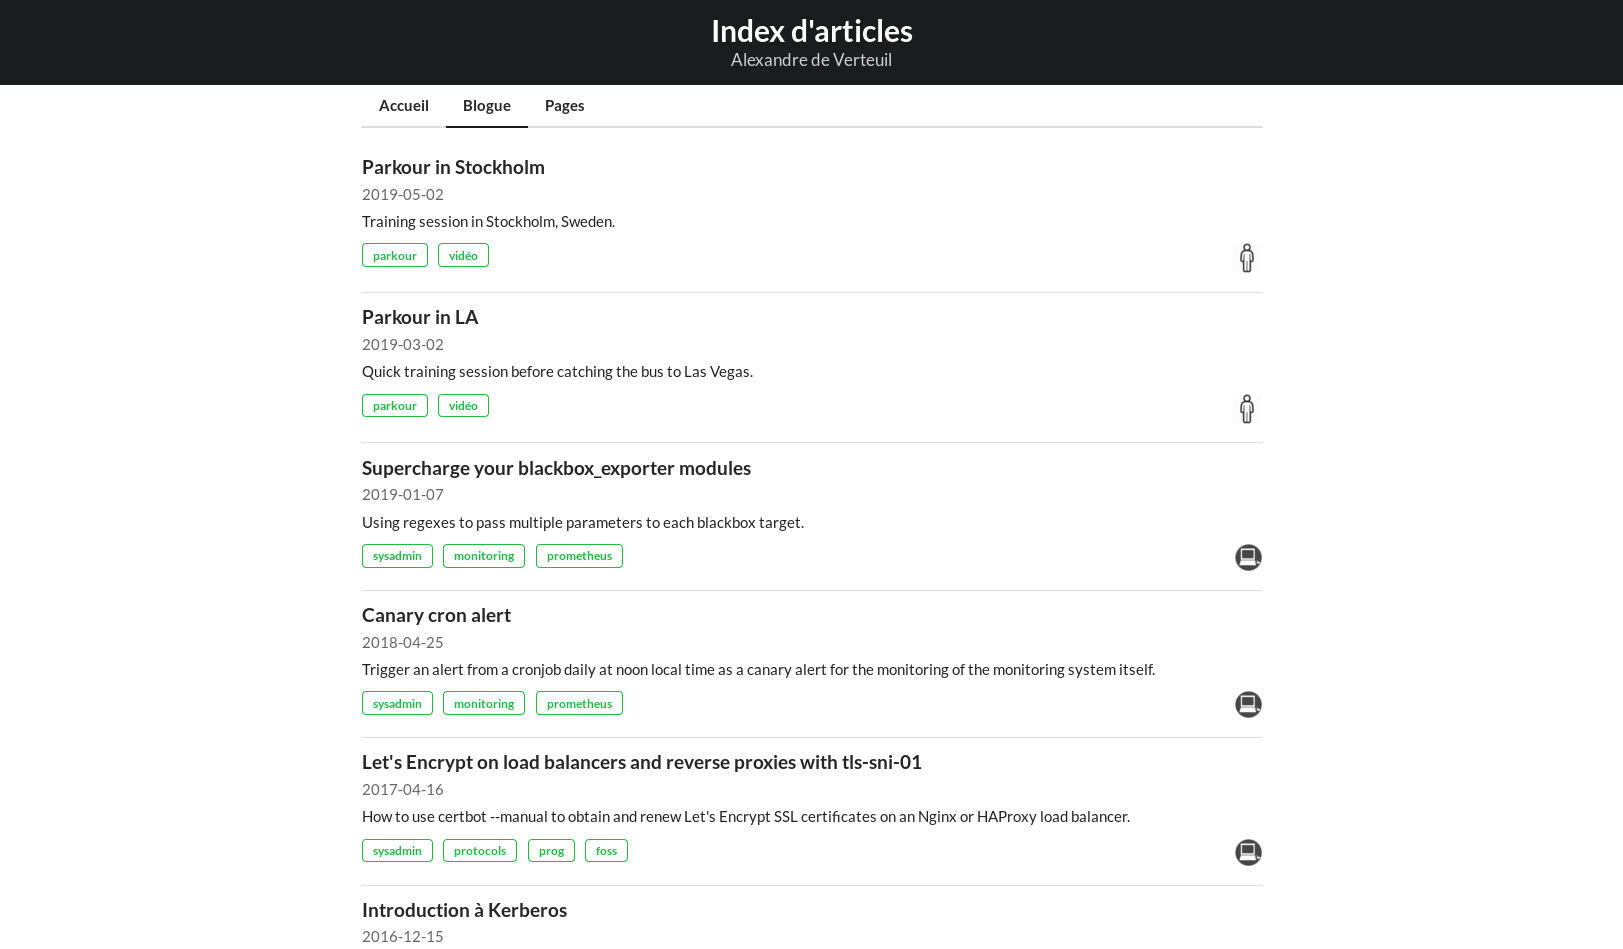 Index d'articles
Alexandre de Verteuil
Accueil Blogue Pages
Parkour in Stockholm
2019-05-02
Training session in Stockholm, Sweden.
parkour vidéo
Parkour in LA
2019-03-02
Quick training session before catching the bus to Las Vegas.
parkour vidéo
Supercharge your blackbox_exporter modules
2019-01-07
Using regexes to pass multiple parameters to each blackbox target.
sysadmin monitoring prometheus
Canary cron alert
2018-04-25
Trigger an alert from a cronjob daily at noon local time as a canary alert for the monitoring of the monitoring system itself.
sysadmin monitoring prometheus
Let's Encrypt on load balancers and reverse proxies with tls-sni-01
2017-04-16
How to use certbot --manual to obtain and renew Let's Encrypt SSL certificates on an Nginx or HAProxy load balancer.
sysadmin protocols prog foss
Introduction à Kerberos
2016-12-15